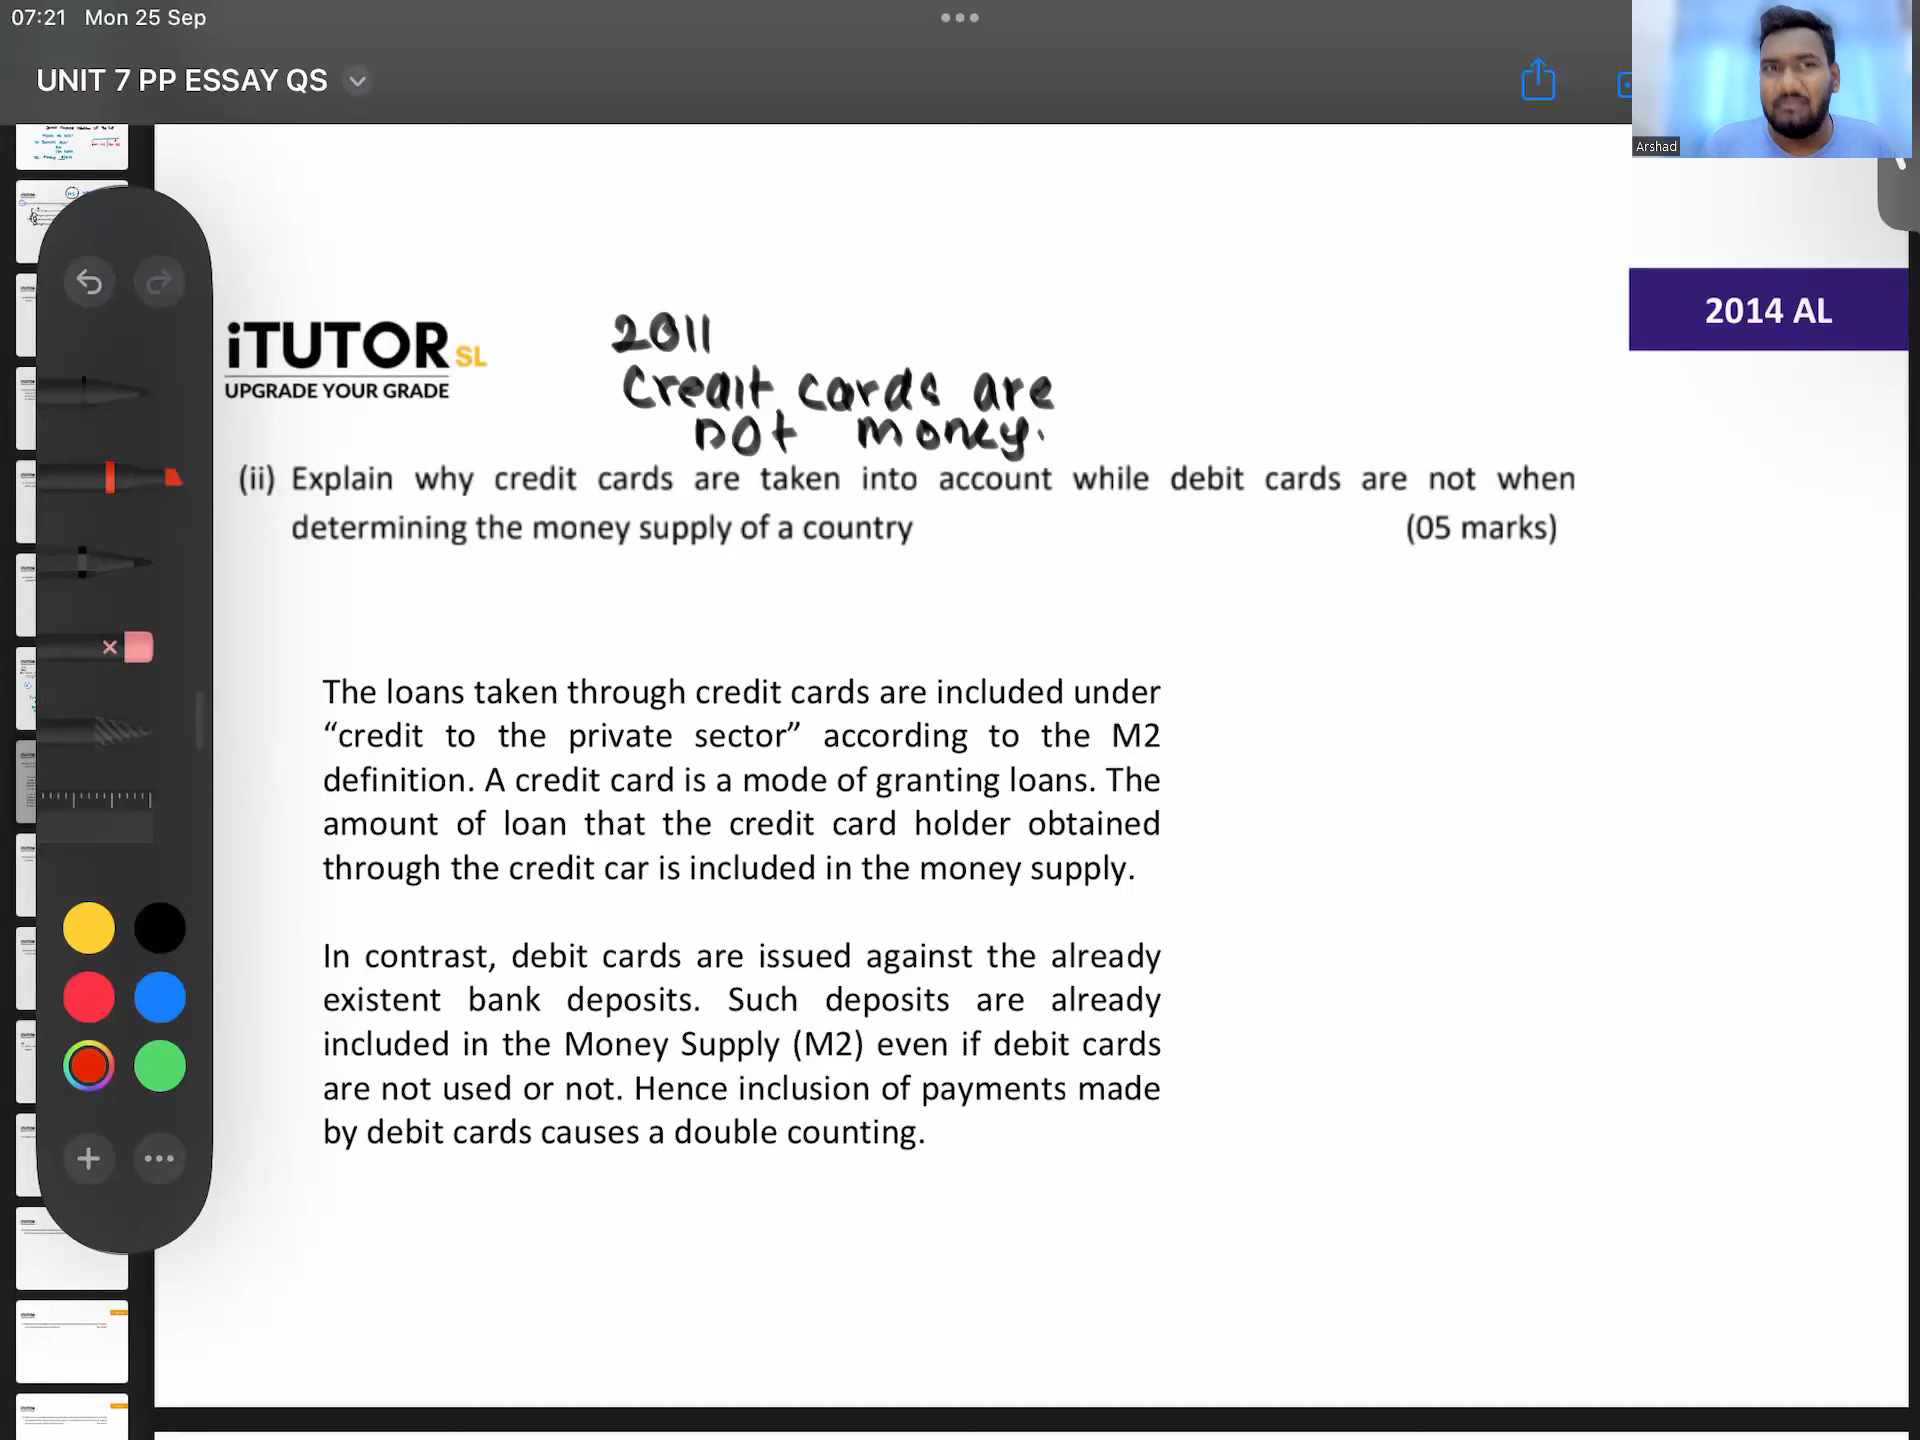 07:21 Mon 25 Sep
UNIT 7 PP ESSAY QS
Arshad
2014 AL
iTUTOR SL
UPGRADE YOUR GRADE
2011
Credit cards are
not money.
(ii) Explain why credit cards are taken into account while debit cards are not when
determining the money supply of a country (05 marks)
The loans taken through credit cards are included under
“credit to the private sector” according to the M2
definition. A credit card is a mode of granting loans. The
amount of loan that the credit card holder obtained
through the credit car is included in the money supply.
In contrast, debit cards are issued against the already
existent bank deposits. Such deposits are already
included in the Money Supply (M2) even if debit cards
are not used or not. Hence inclusion of payments made
by debit cards causes a double counting.